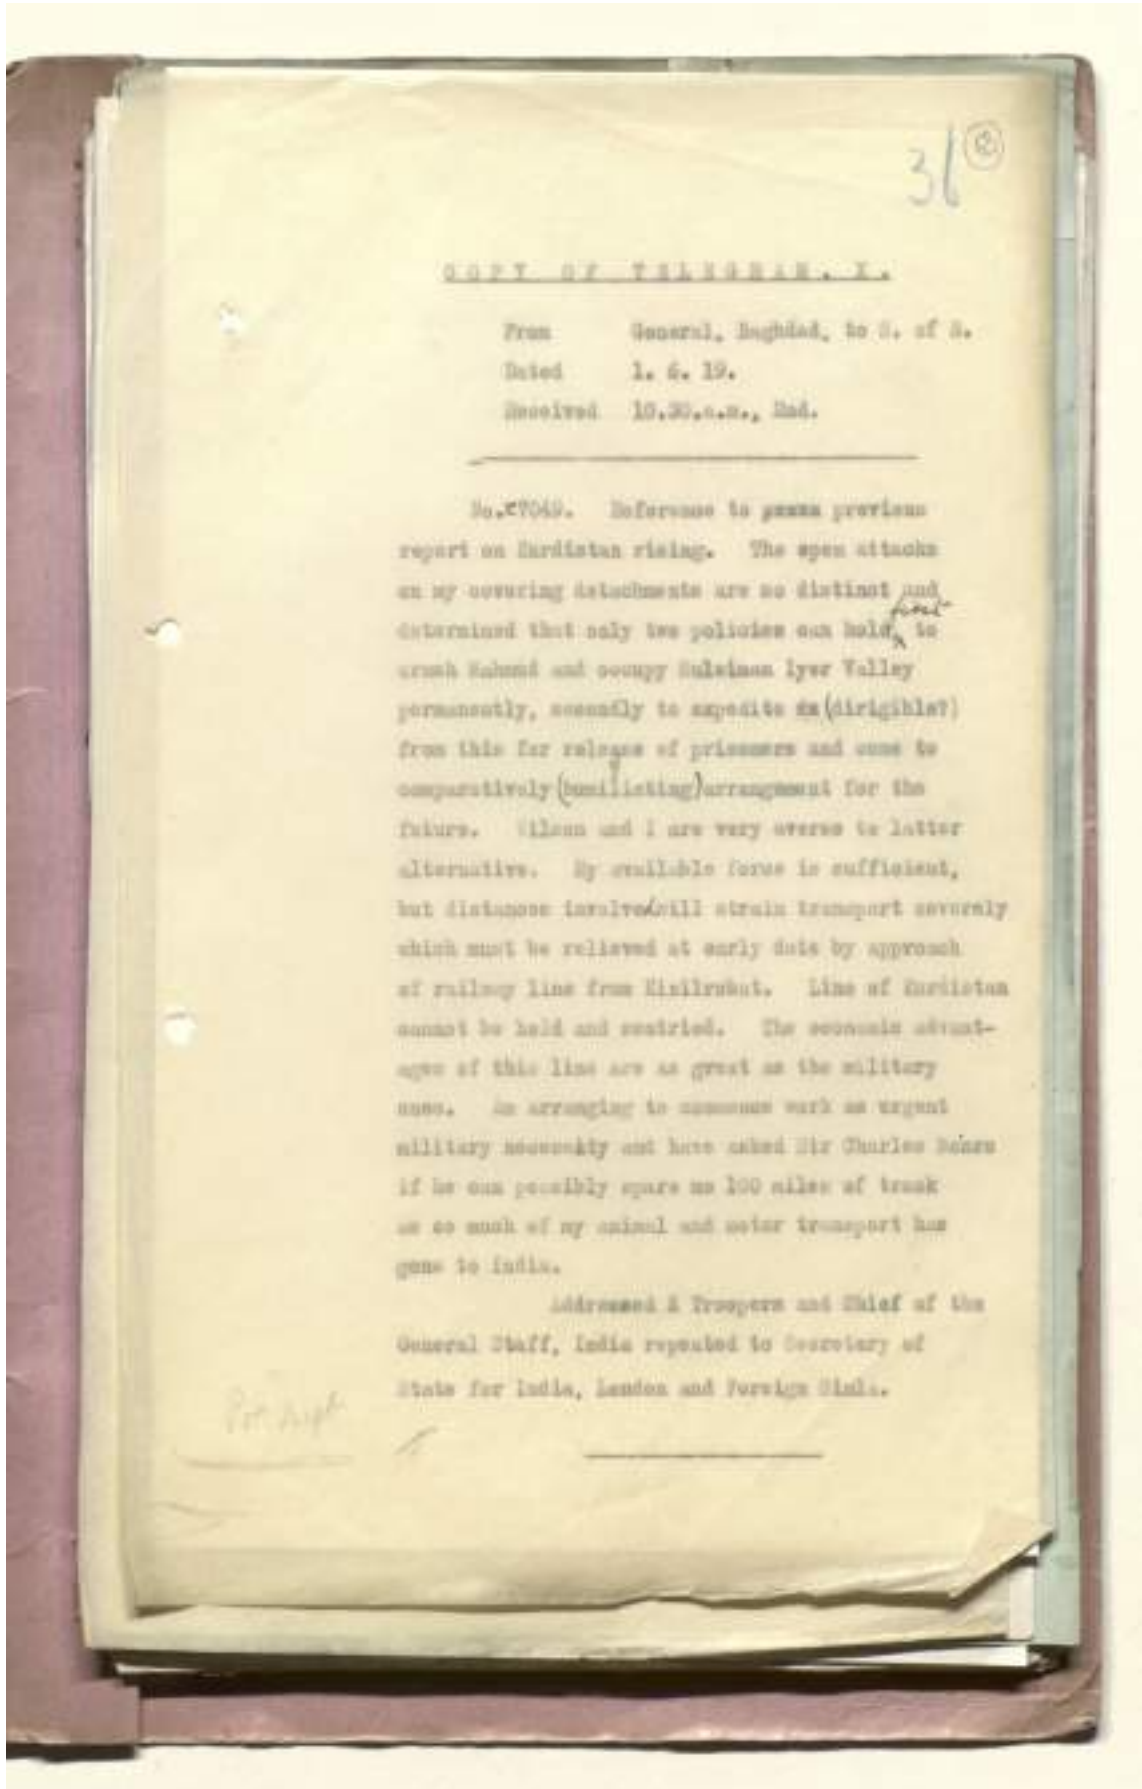 31 2
COPY OF TELEGRAM. X.
From General, Baghdad, to S. of S.
Dated 1. 6. 19.
Received 10.30.a.m., 2nd.
No. 7049. Reference to previous
report on Kurdistan rising. The open attacks
on my covering detachments are so distinct and
first
determined that only two policies can hold, to
crush Mahmud and occupy Suleiman iyer Valley
permanently, secondly to expedite (dirigible?)
from this for release of prisoners and come to
comparatively (humiliating) arrangement for the
future. Wilson and I are very averse to latter
alternative. My available force is sufficient,
but distances involved will strain transport severely
which must be relieved at early date by approach
of railway line from Kizilrobat. Line of Kurdistan
cannot be held and The economic advant-
ages of this line are as great as the military
ones. Am arranging to commence work as urgent
military necessity and have asked Sir Charles
if he can possibly spare me 100 miles of track
as so much of my animal and motor transport has
gone to India.
Addressed Troopers and Chief of the
General Staff, India repeated to Secretary of
State for India, London and Foreign Simla.